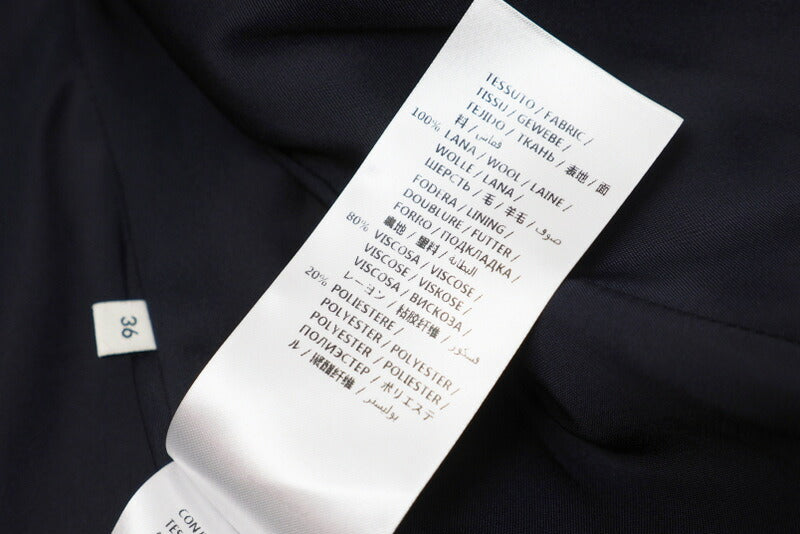 TESSUTO / FABRIC /
TISSU / GEWEBE /
TEJIDO / ТКАНЬ / 表地 / 面
料 / قماش
100% LANA / WOOL / LAINE /
WOLLE / LANA /
ШЕРСТЬ / 毛 / 羊毛 / صوف
FODERA / LINING /
DOUBLURE / FUTTER /
FORRO / ПОДКЛАДКА /
裏地 / 里料 / البطانة
80% VISCOSA / VISCOSE /
VISCOSE / VISKOSE /
VISCOSA / ВИСКОЗА /
レーヨン / 粘胶纤维 / فسكوز
20% POLIESTERE /
POLYESTER / POLYESTER /
POLYESTER / POLIESTER /
ПОЛИЭСТЕР / ポリエステ
ル / 聚酯纤维 / بوليستر
36